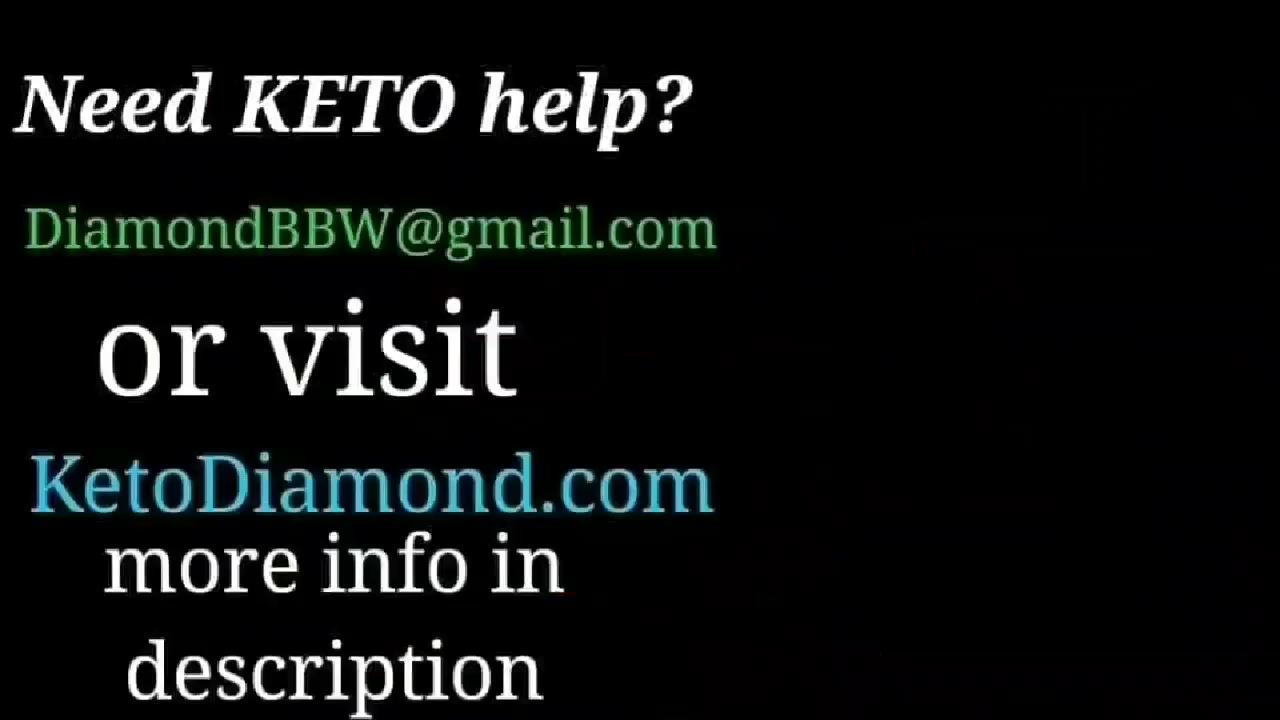 Need KETO help?
DiamondBBW@gmail.com
or visit
KetoDiamond.com
more info in
description